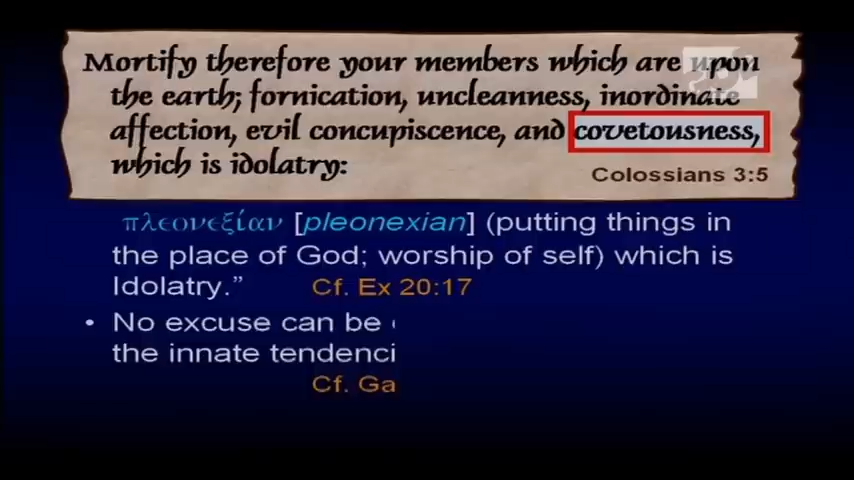 Mortify therefore your members which are upon
the earth; fornication, uncleanness, inordinate
affection, evil concupiscence, and covetousness,
which is idolatry:
Colossians 3:5
πλεονεξίαν [pleonexian] (putting things in
the place of God; worship of self) which is
Idolatry.” Cf. Ex 20:17
• No excuse can be
the innate tendenci
Cf. Ga